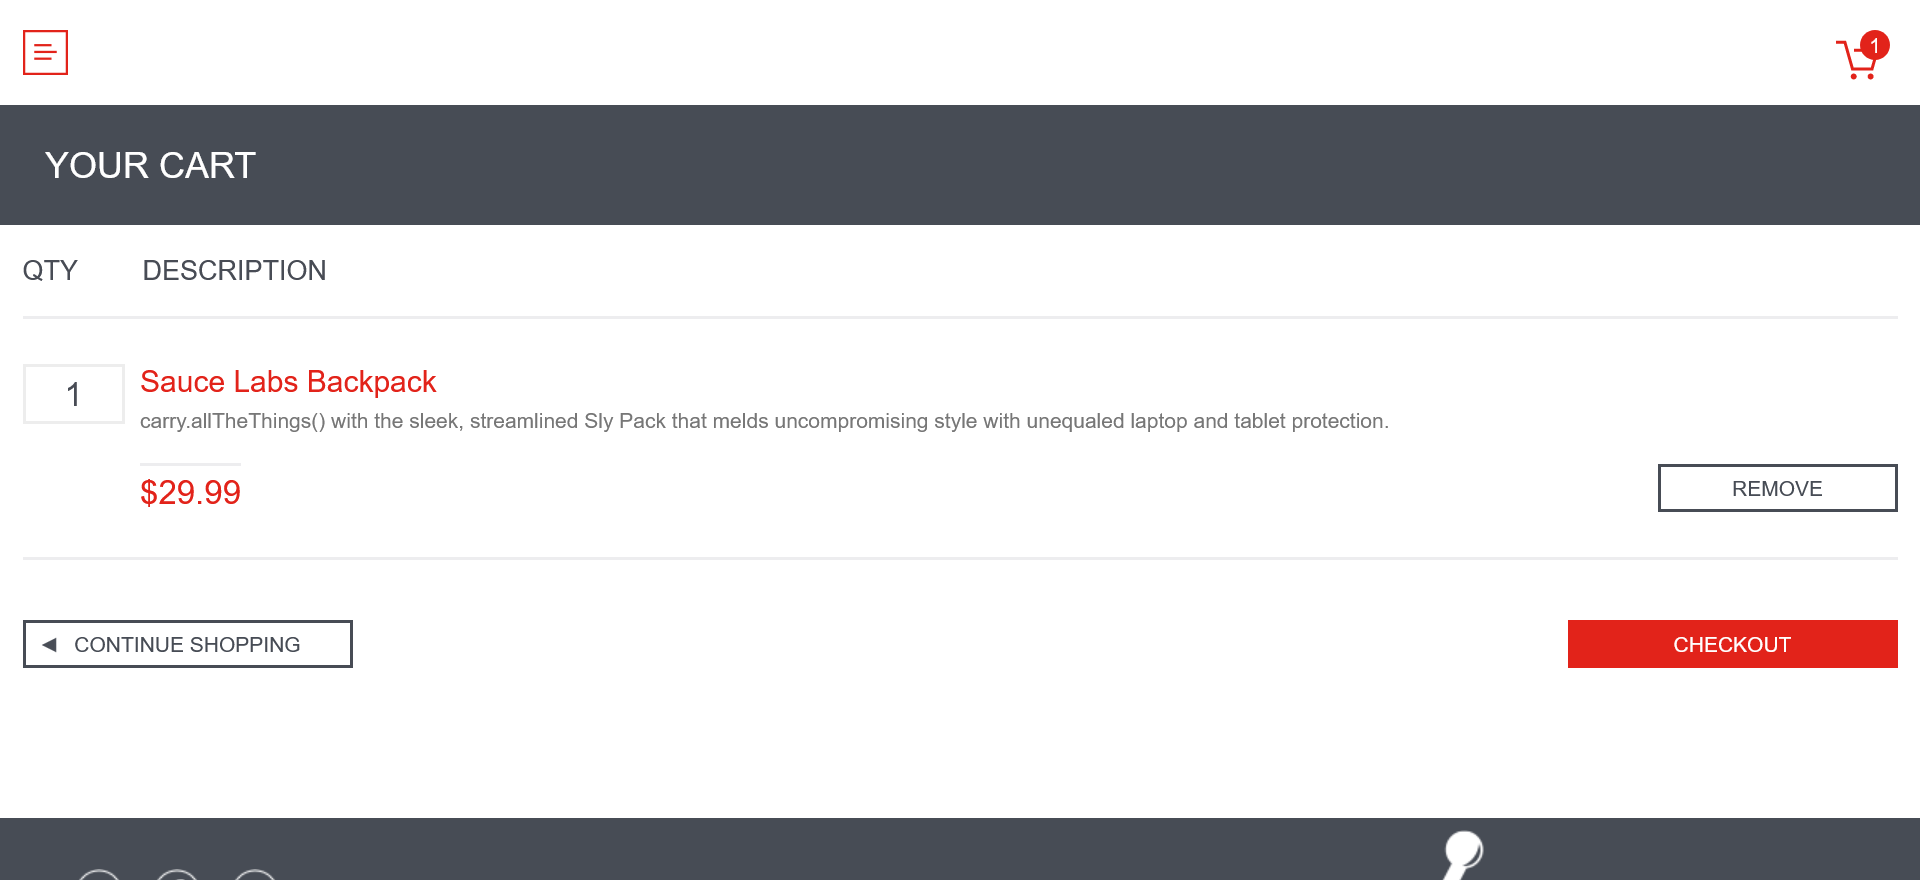 1
YOUR CART
QTY DESCRIPTION
1 Sauce Labs Backpack
carry.allTheThings() with the sleek, streamlined Sly Pack that melds uncompromising style with unequaled laptop and tablet protection.
$29.99 REMOVE
CONTINUE SHOPPING CHECKOUT